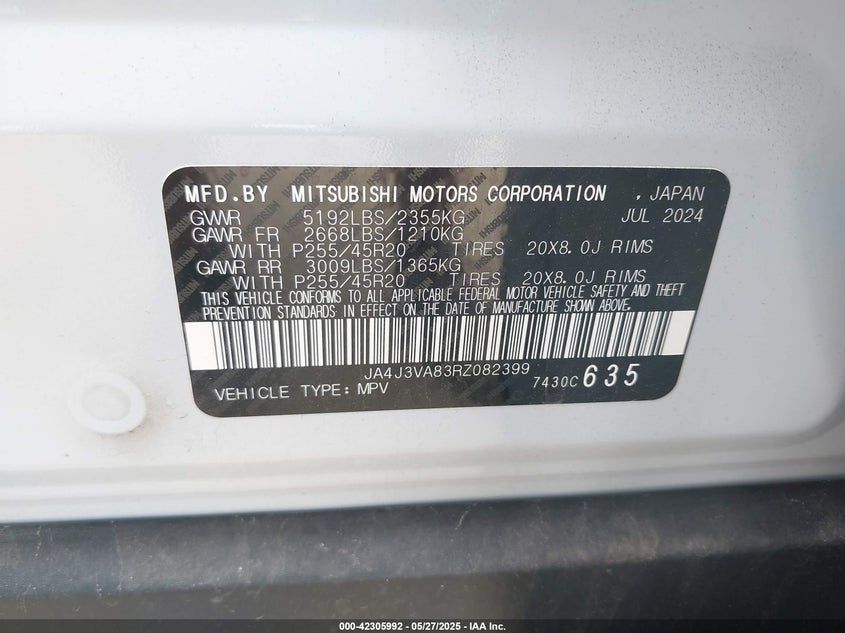 MFD.BY MITSUBISHI MOTORS CORPORATION , JAPAN
GVWR 5192LBS/2355KG JUL 2024
GAWR FR 2668LBS/1210KG
WITH P255/45R20 TIRES 20X8.0J RIMS
GAWR RR 3009LBS/1365KG
WITH P255/45R20 TIRES 20X8.0J RIMS
THIS VEHICLE CONFORMS TO ALL APPLICABLE FEDERAL MOTOR VEHICLE SAFETY AND THEFT
PREVENTION STANDARDS IN EFFECT ON THE DATE OF MANUFACTURE SHOWN ABOVE.
JA4J3VA83RZ082399
VEHICLE TYPE: MPV 7430C 635
000-42305992 - 05/27/2025 - IAA Inc.